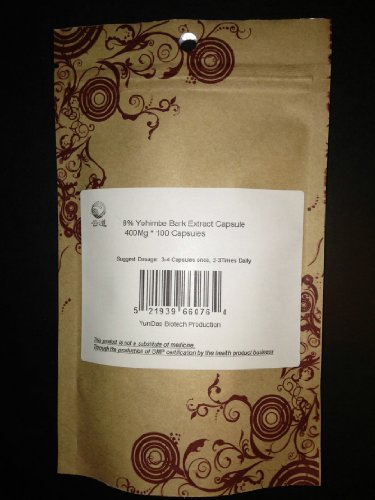 8% Yohimbe Bark Extract Capsule
400Mg * 100 Capsules
Suggest Dosage: 3-4 Capsules once, 2-3Times Daily
5 21939 66076 4
YunDao Biotech Production
This product is not a substitute of medicine.
Through the production of GMP certification by the health product business